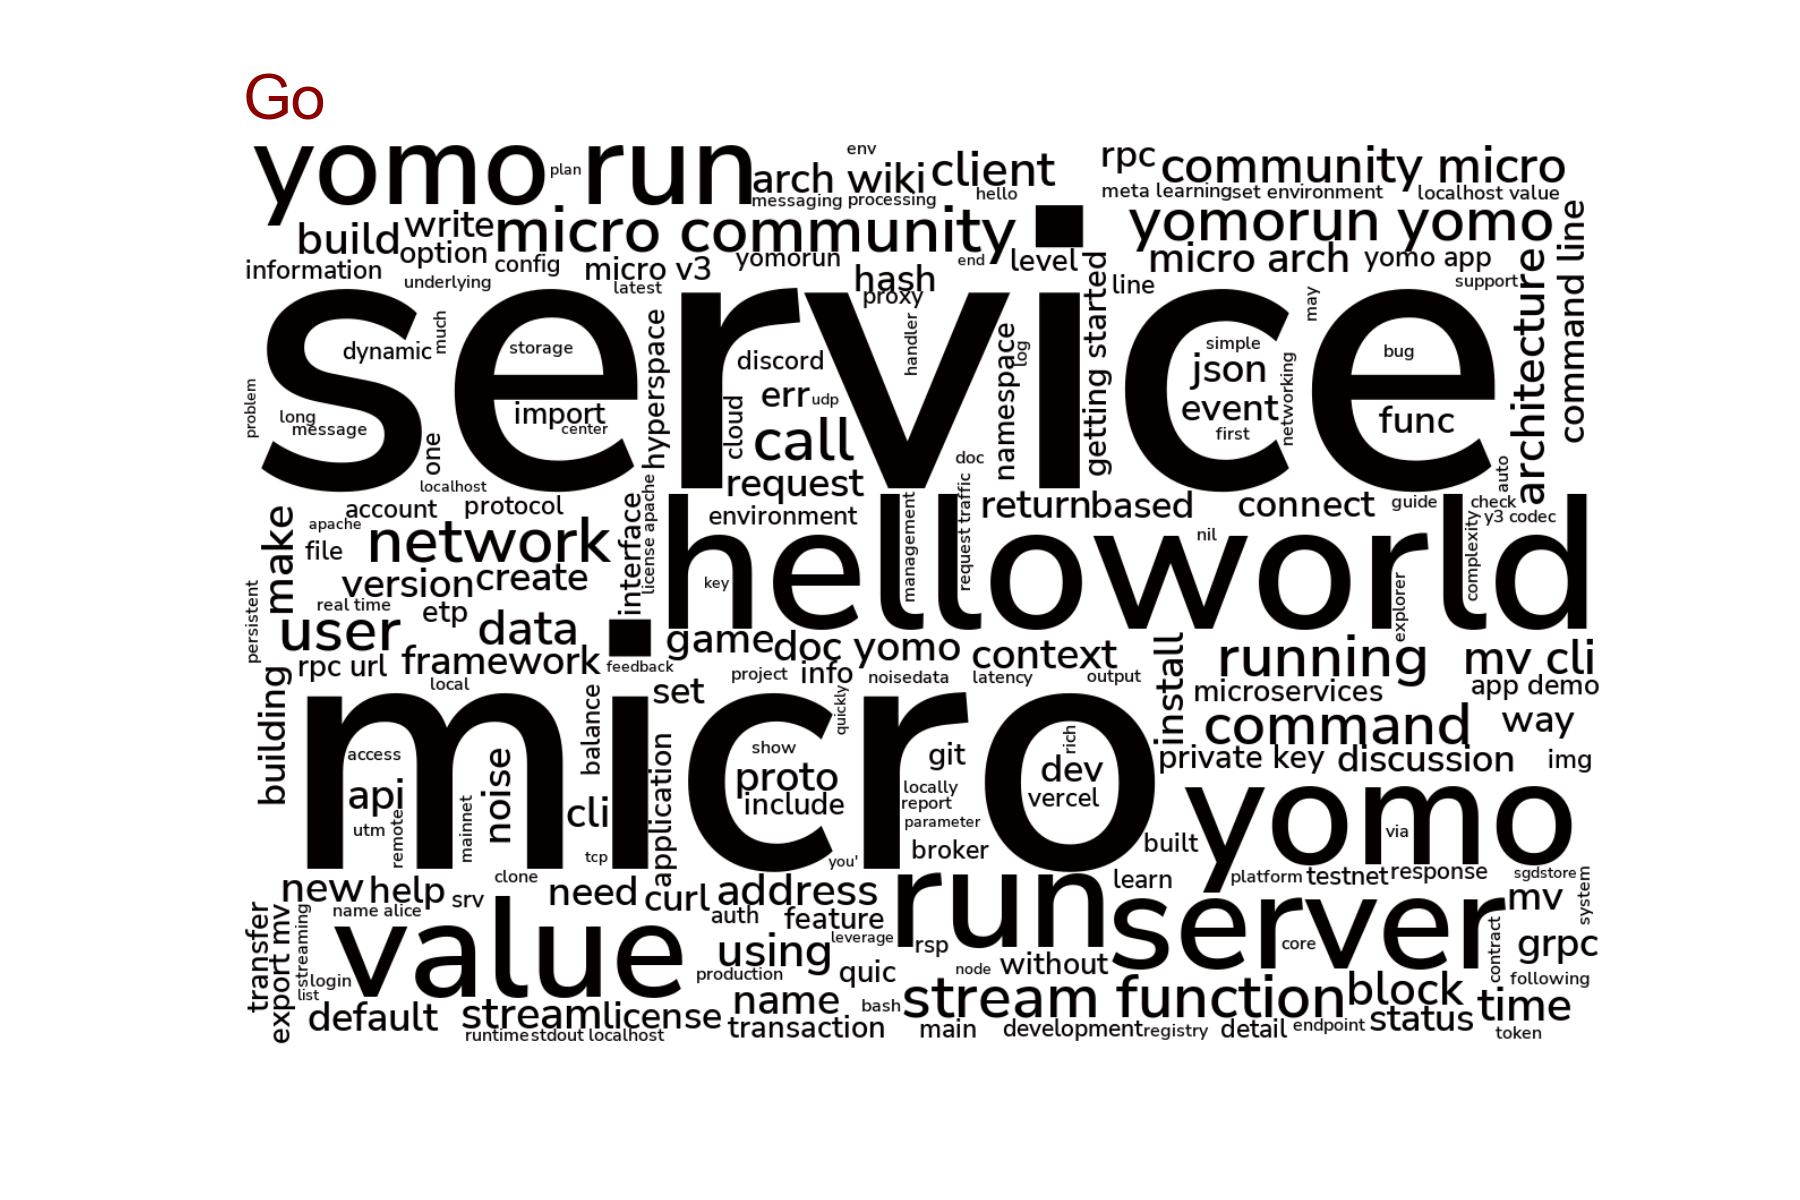 Go
yomo run
plan
env
arch wiki
client
rpc
community micro
messaging processing
hello
meta learning
set environment
localhost value
build
write
micro community
yomorun yomo
option
information
config
micro v3
yomorun
end
level
micro arch
yomo app
underlying
latest
hash
proxy
line
support
command line
architecture
service
much
dynamic
storage
hyperspace
discord
handler
namespace
log
getting started
simple
may
json
bug
problem
long
message
import
center
err
udp
cloud
call
event
first
networking
func
one
localhost
doc
request
auto
account
protocol
environment
management
request traffic
return
based
connect
guide
check
y3 codec
make
apache
file
network
interface
license apache
helloworld
nil
complexity
version
create
key
explorer
persistent
real time
etp
user
data
game
doc yomo
context
install
running
mv cli
rpc url
framework
feedback
project
info
noisedata
latency
output
building
local
balance
set
quickly
microservices
app demo
micro
command
way
access
noise
application
show
git
rich
private key
discussion
img
api
proto
dev
include
locally
vercel
report
yomo
utm
remote
mainnet
cli
parameter
via
tcp
you'
broker
built
new
help
srv
clone
need
curl
address
run
learn
platform
testnet
response
sgdstore
mv
system
transfer
export mv
streaming
name alice
value
auth
feature
server
using
leverage
rsp
core
contract
grpc
login
list
production
quic
node
without
following
default
stream
license
name
bash
stream function
block
time
runtime
stdout localhost
transaction
main
development
registry
detail
endpoint
status
token